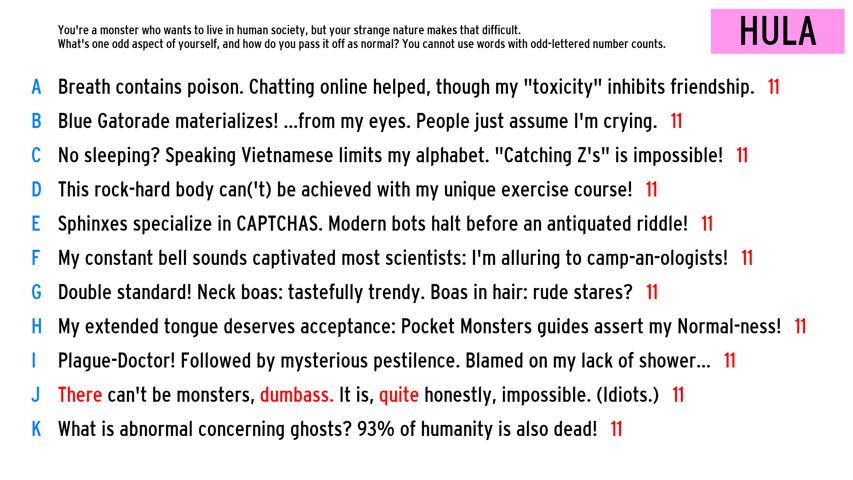 You're a monster who wants to live in human society, but your strange nature makes that difficult.
What's one odd aspect of yourself, and how do you pass it off as normal? You cannot use words with odd-lettered number counts.
HULA
A Breath contains poison. Chatting online helped, though my "toxicity" inhibits friendship. 11
B Blue Gatorade materializes! ...from my eyes. People just assume I'm crying. 11
C No sleeping? Speaking Vietnamese limits my alphabet. "Catching Z's" is impossible! 11
D This rock-hard body can('t) be achieved with my unique exercise course! 11
E Sphinxes specialize in CAPTCHAS. Modern bots halt before an antiquated riddle! 11
F My constant bell sounds captivated most scientists: I'm alluring to camp-an-ologists! 11
G Double standard! Neck boas: tastefully trendy. Boas in hair: rude stares? 11
H My extended tongue deserves acceptance: Pocket Monsters guides assert my Normal-ness! 11
I Plague-Doctor! Followed by mysterious pestilence. Blamed on my lack of shower... 11
J There can't be monsters, dumbass. It is, quite honestly, impossible. (Idiots.) 11
K What is abnormal concerning ghosts? 93% of humanity is also dead! 11